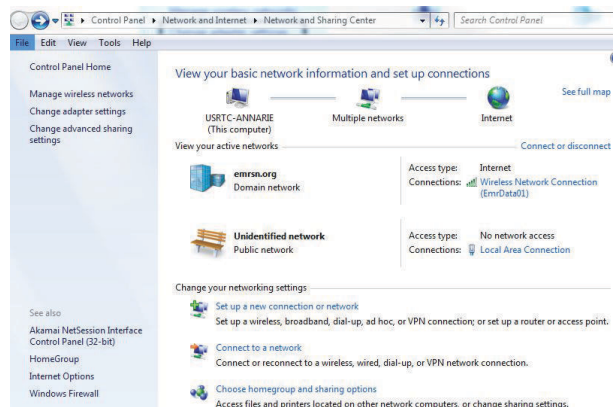 Control Panel ▸ Network and Internet ▸ Network and Sharing Center
Search Control Panel
File Edit View Tools Help
Control Panel Home
Manage wireless networks
Change adapter settings
Change advanced sharing
settings
See also
Akamai NetSession Interface
Control Panel (32-bit)
HomeGroup
Internet Options
Windows Firewall
View your basic network information and set up connections
See full map
USRTC-ANNARIE
(This computer)
Multiple networks
Internet
View your active networks
Connect or disconnect
emrsn.org
Domain network
Access type: Internet
Connections: Wireless Network Connection
(EmrData01)
Unidentified network
Public network
Access type: No network access
Connections: Local Area Connection
Change your networking settings
Set up a new connection or network
Set up a wireless, broadband, dial-up, ad hoc, or VPN connection; or set up a router or access point.
Connect to a network
Connect or reconnect to a wireless, wired, dial-up, or VPN network connection.
Choose homegroup and sharing options
Access files and printers located on other network computers, or change sharing settings.